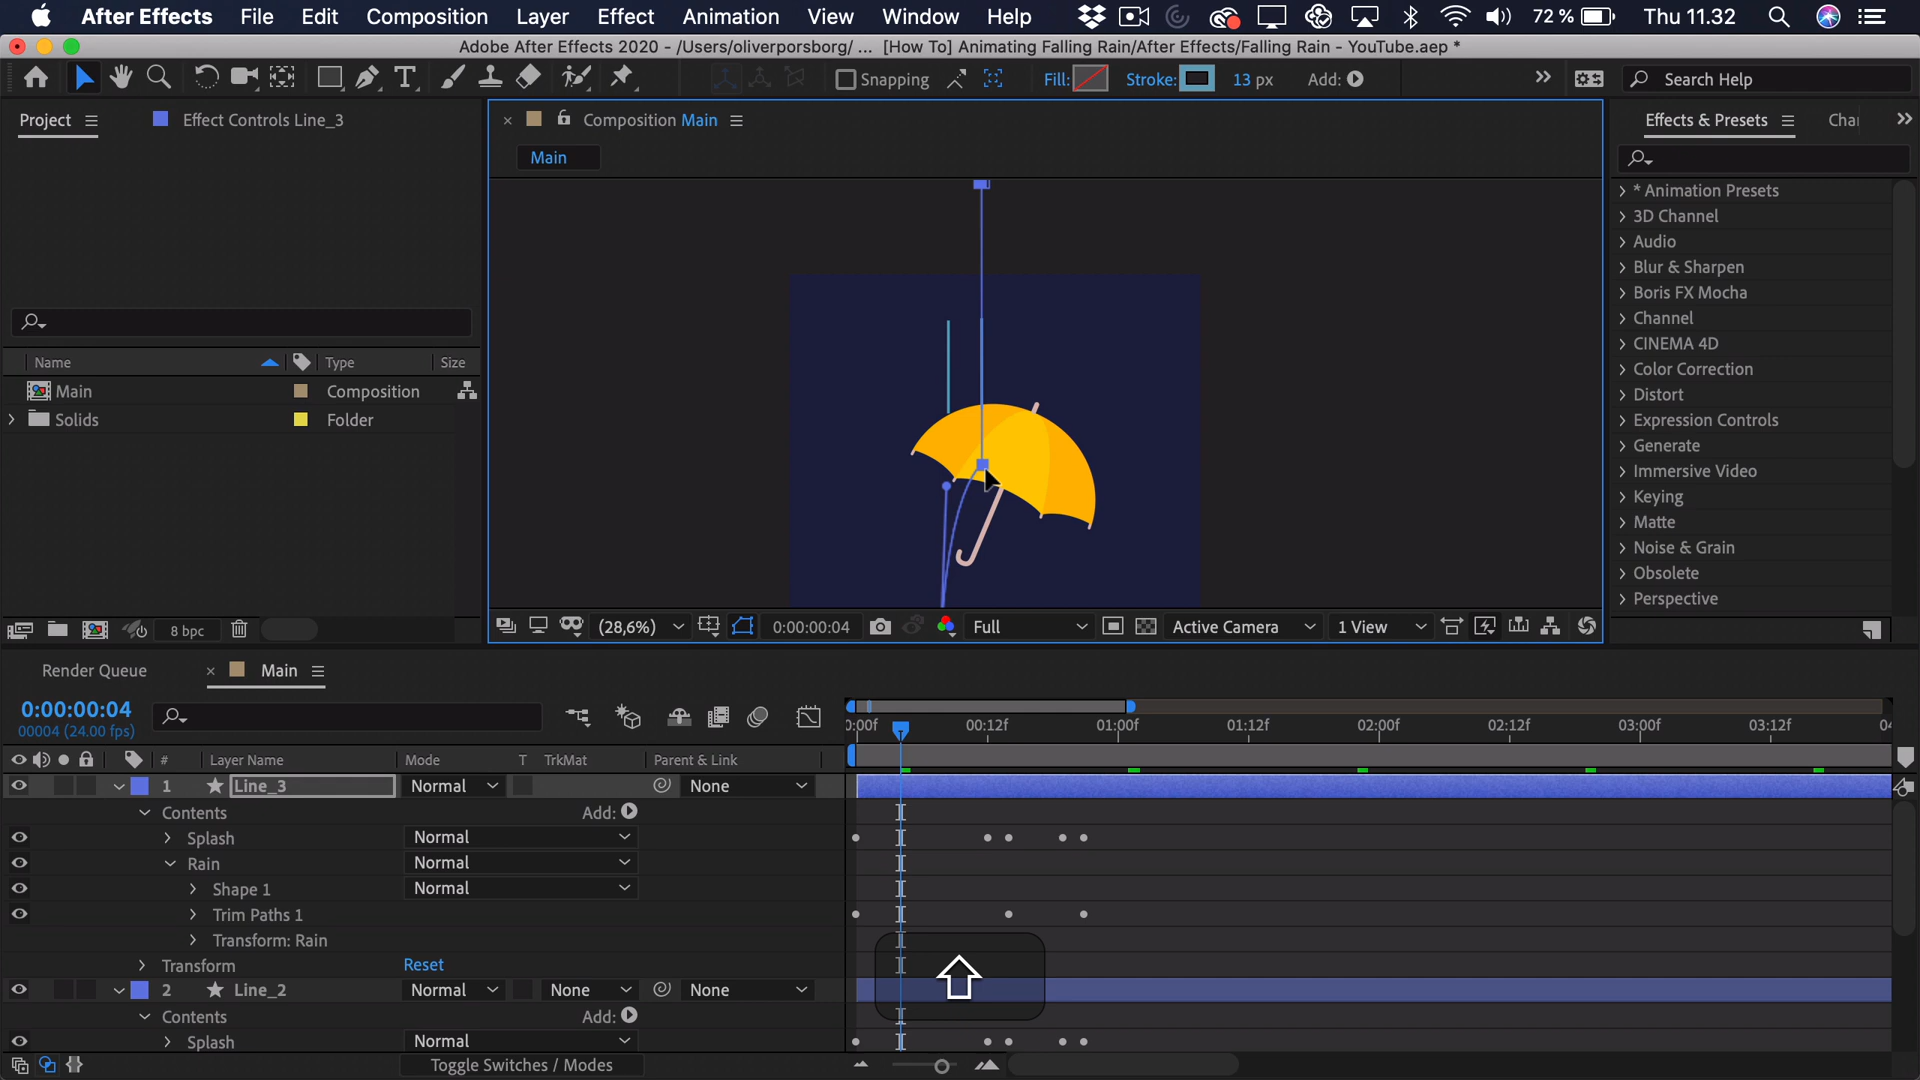 After Effects File Edit Composition Layer Effect Animation View Window Help 72 % Thu 11.32
Adobe After Effects 2020 - /Users/oliverporsborg/ ... [How To] Animating Falling Rain/After Effects/Falling Rain - YouTube.aep *
Snapping Fill: Stroke: 13 px Add: Search Help
Project Effect Controls Line_3
Composition Main
Main
Effects & Presets Cha
Name Type Size
Main Composition
Solids Folder
* Animation Presets
3D Channel
Audio
Blur & Sharpen
Boris FX Mocha
Channel
CINEMA 4D
Color Correction
Distort
Expression Controls
Generate
Immersive Video
Keying
Matte
Noise & Grain
Obsolete
Perspective
8 bpc
(28,6%) 0:00:00:04 Full Active Camera 1 View
Render Queue Main
0:00:00:04
00004 (24.00 fps)
0:00f 00:12f 01:00f 01:12f 02:00f 02:12f 03:00f 03:12f 04
# Layer Name Mode T TrkMat Parent & Link
1 Line_3 Normal None
Contents Add:
Splash Normal
Rain Normal
Shape 1 Normal
Trim Paths 1
Transform: Rain
Transform Reset
2 Line_2 Normal None None
Contents Add:
Splash Normal
Toggle Switches / Modes